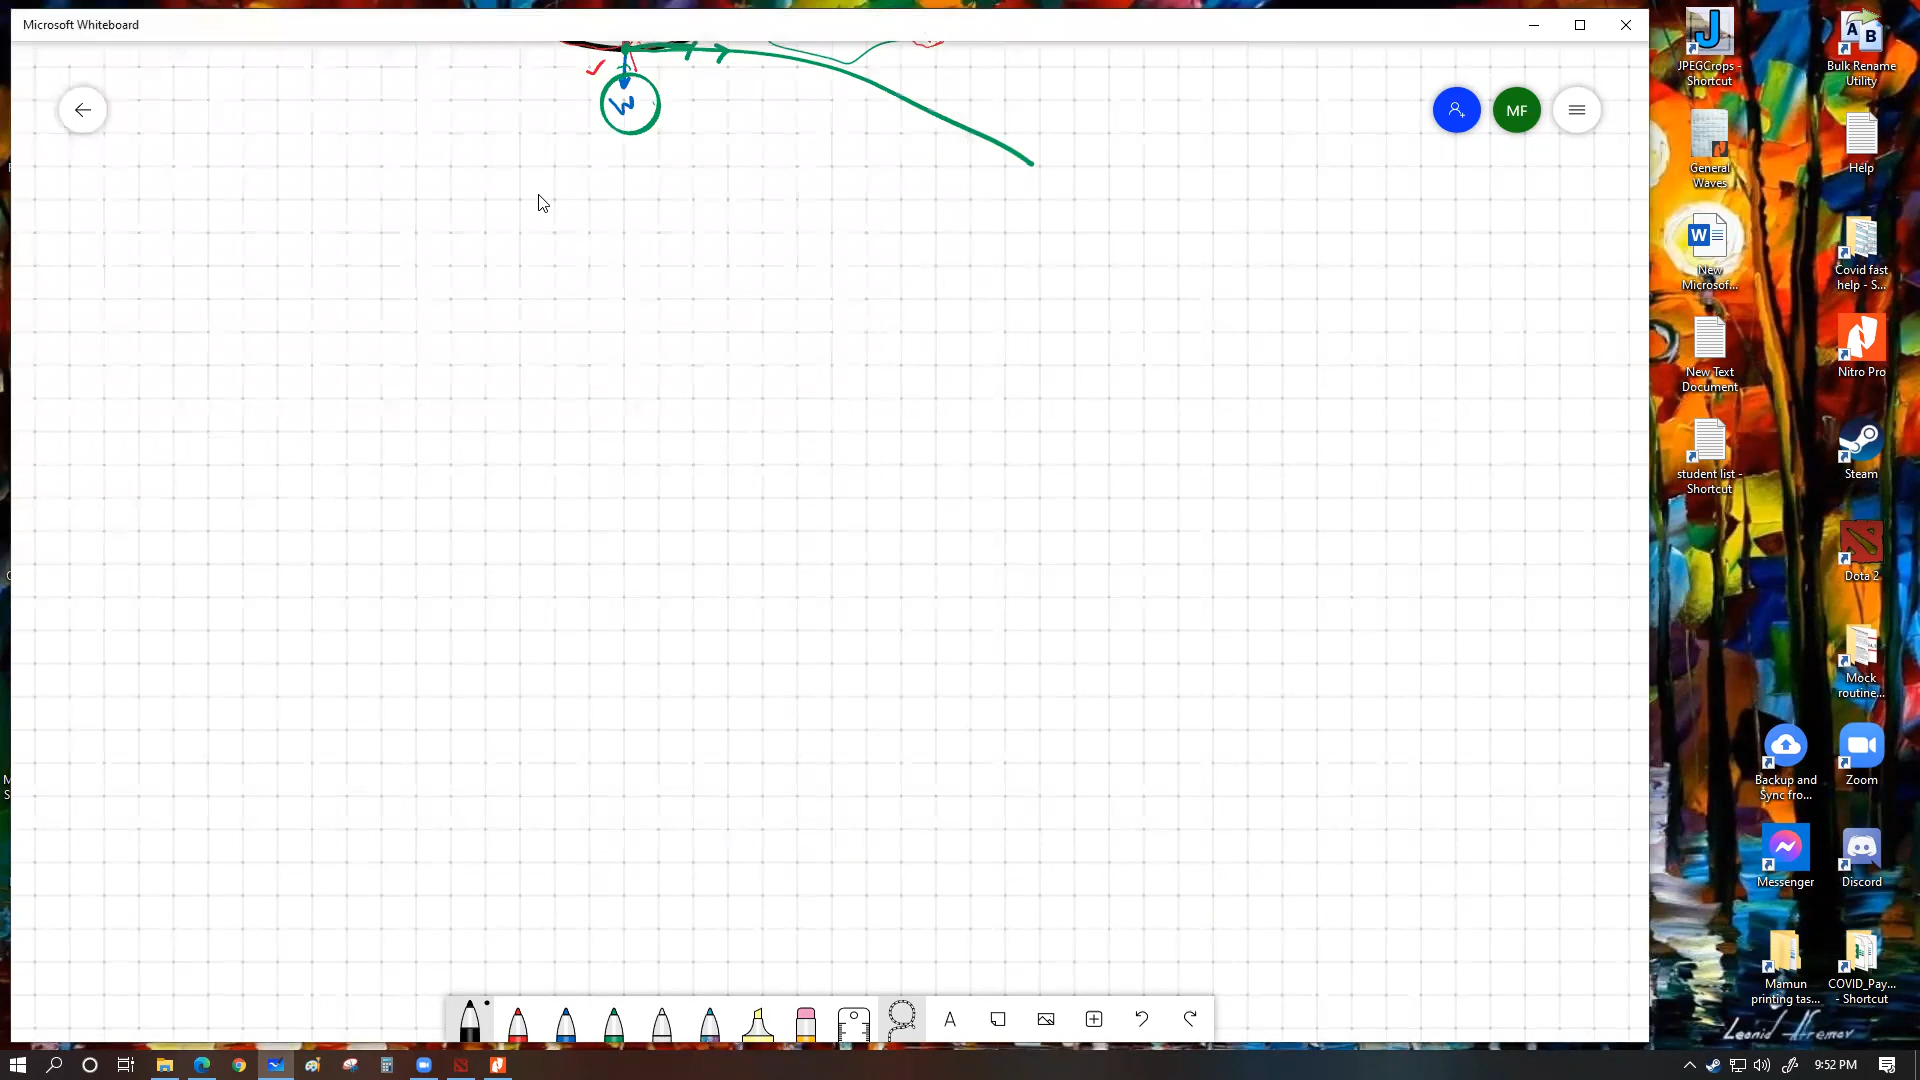 Microsoft Whiteboard
W
MF
A
JPEGCrops -
Shortcut
Bulk Rename
Utility
General
Waves
Help
New
Microsof...
Covid fast
help - S...
New Text
Document
Nitro Pro
student list -
Shortcut
Steam
Dota 2
Mock
routine...
Backup and
Sync fro...
Zoom
Messenger
Discord
Mamun
printing tas...
COVID_Pay...
- Shortcut
Leonid Afremov
9:52 PM